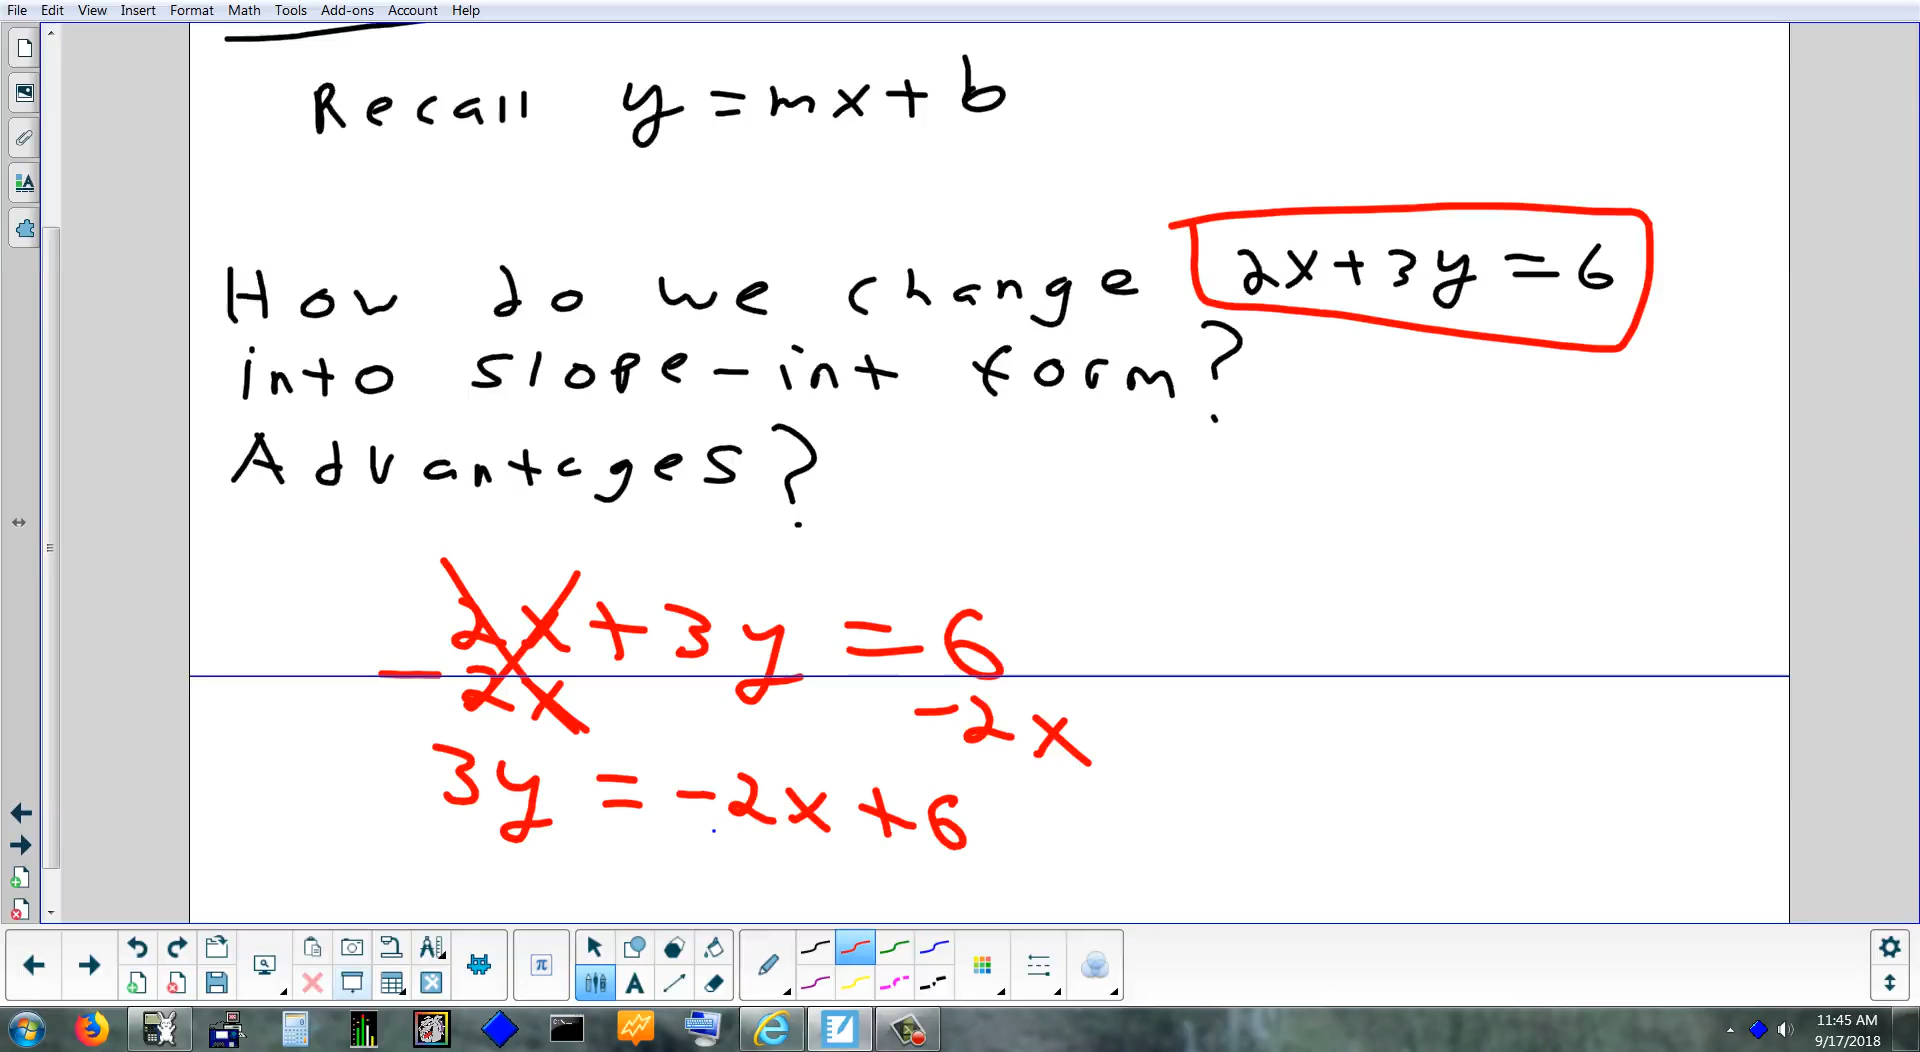 File Edit View Insert Format Math Tools Add-ons Account Help
Recall y = mx + b
How do we change 2x + 3y = 6
into slope-int form?
Advantages?
2x + 3y = 6
- 2x -2x
3y = -2x + 6
11:45 AM
9/17/2018